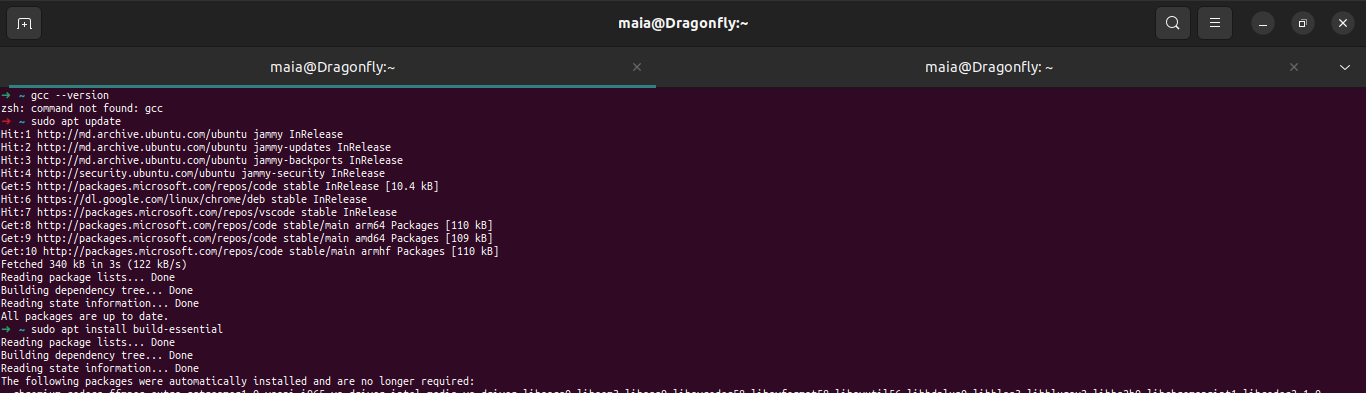 maia@Dragonfly:~
maia@Dragonfly:~
maia@Dragonfly: ~
➜ ~ gcc --version
zsh: command not found: gcc
➜ ~ sudo apt update
Hit:1 http://md.archive.ubuntu.com/ubuntu jammy InRelease
Hit:2 http://md.archive.ubuntu.com/ubuntu jammy-updates InRelease
Hit:3 http://md.archive.ubuntu.com/ubuntu jammy-backports InRelease
Hit:4 http://security.ubuntu.com/ubuntu jammy-security InRelease
Get:5 http://packages.microsoft.com/repos/code stable InRelease [10.4 kB]
Hit:6 https://dl.google.com/linux/chrome/deb stable InRelease
Hit:7 https://packages.microsoft.com/repos/vscode stable InRelease
Get:8 http://packages.microsoft.com/repos/code stable/main arm64 Packages [110 kB]
Get:9 http://packages.microsoft.com/repos/code stable/main amd64 Packages [109 kB]
Get:10 http://packages.microsoft.com/repos/code stable/main armhf Packages [110 kB]
Fetched 340 kB in 3s (122 kB/s)
Reading package lists... Done
Building dependency tree... Done
Reading state information... Done
All packages are up to date.
➜ ~ sudo apt install build-essential
Reading package lists... Done
Building dependency tree... Done
Reading state information... Done
The following packages were automatically installed and are no longer required: